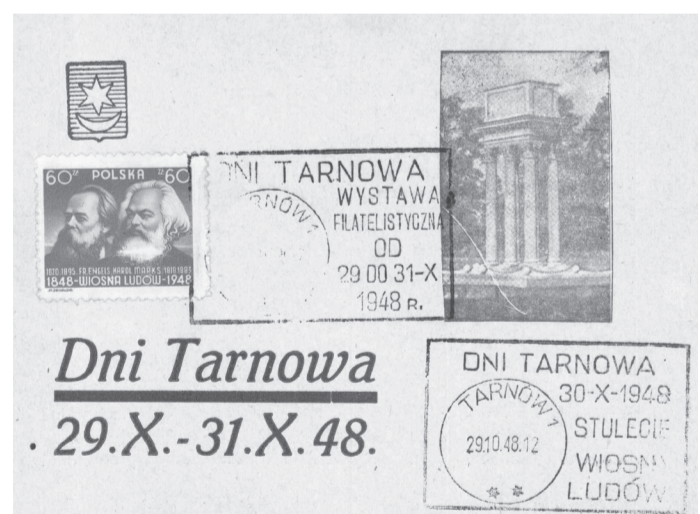 60 POLSKA 60
1820-1895. FR. ENGELS. KAROL MARKS. 1818-1883
1848-WIOSNA LUDÓW-1948
DNI TARNOWA
TARNÓW 1
WYSTAWA
FILATELISTYCZNA
OD
29 DO 31-X
1948 R.
Dni Tarnowa
29.X.-31.X.48.
DNI TARNOWA
30-X-1948
TARNÓW 1
29.10.48.12
STULECIE
WIOSNY
LUDÓW